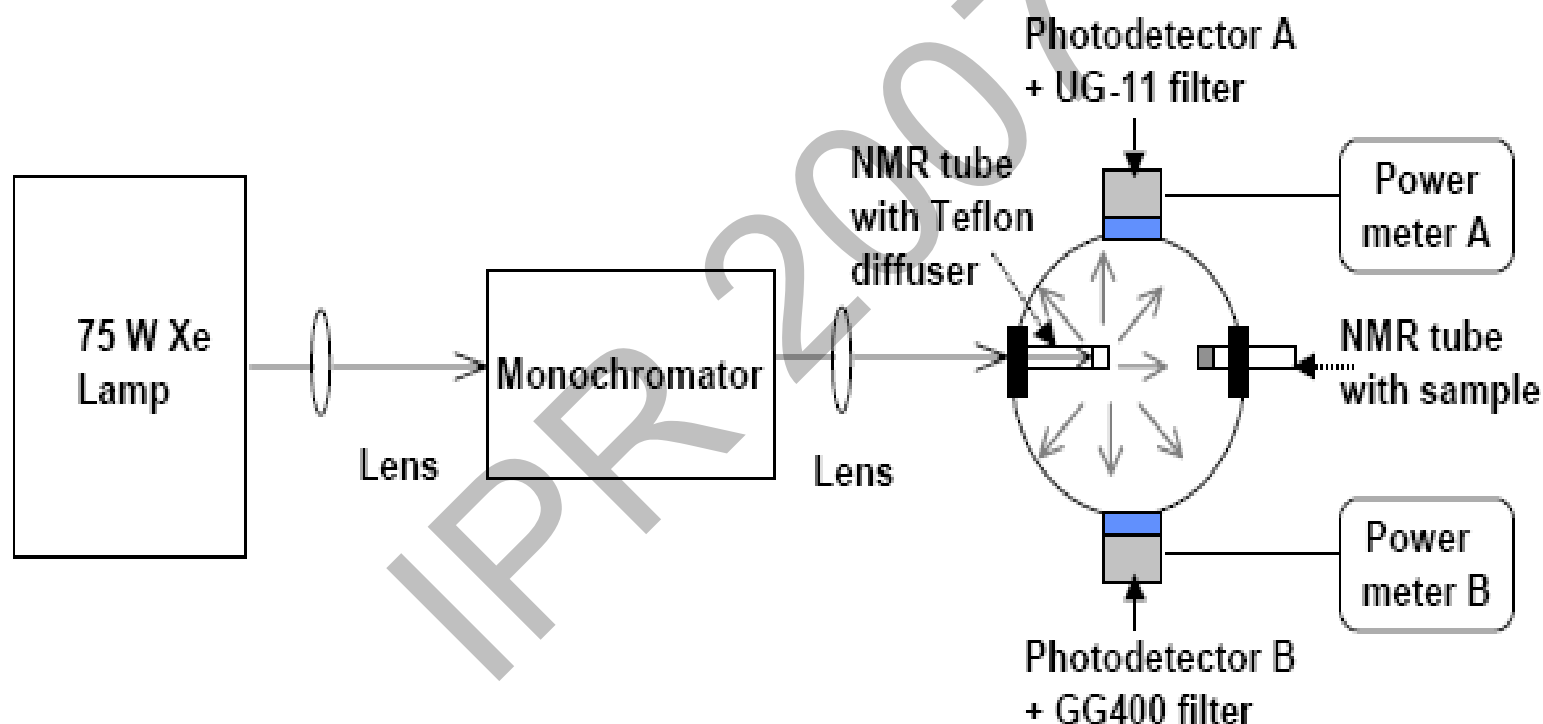 Photodetector A
+ UG-11 filter
NMR tube
with Teflon
diffuser
Power
meter A
75 W Xe
Lamp
Monochromator
NMR tube
with sample
Lens
Lens
Power
meter B
Photodetector B
+ GG400 filter
IPR 2007